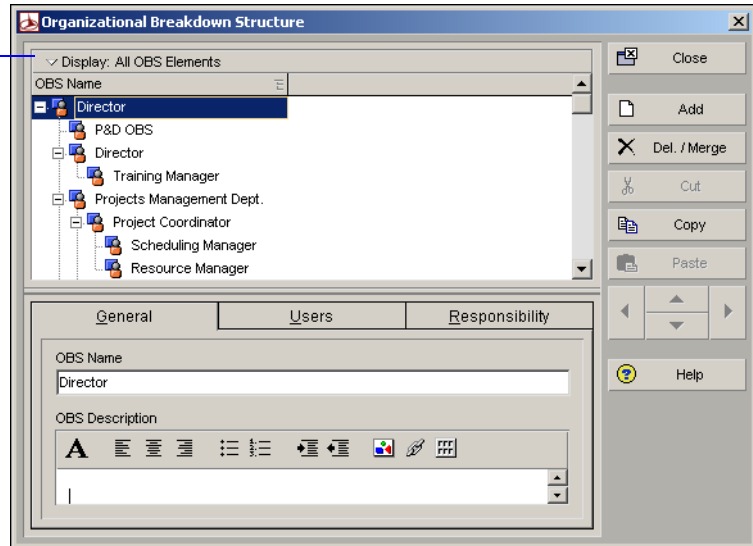 Organizational Breakdown Structure
Display: All OBS Elements
OBS Name
Director
P&D OBS
Director
Training Manager
Projects Management Dept.
Project Coordinator
Scheduling Manager
Resource Manager
General Users Responsibility
OBS Name
Director
OBS Description
A
Close
Add
Del. / Merge
Cut
Copy
Paste
Help